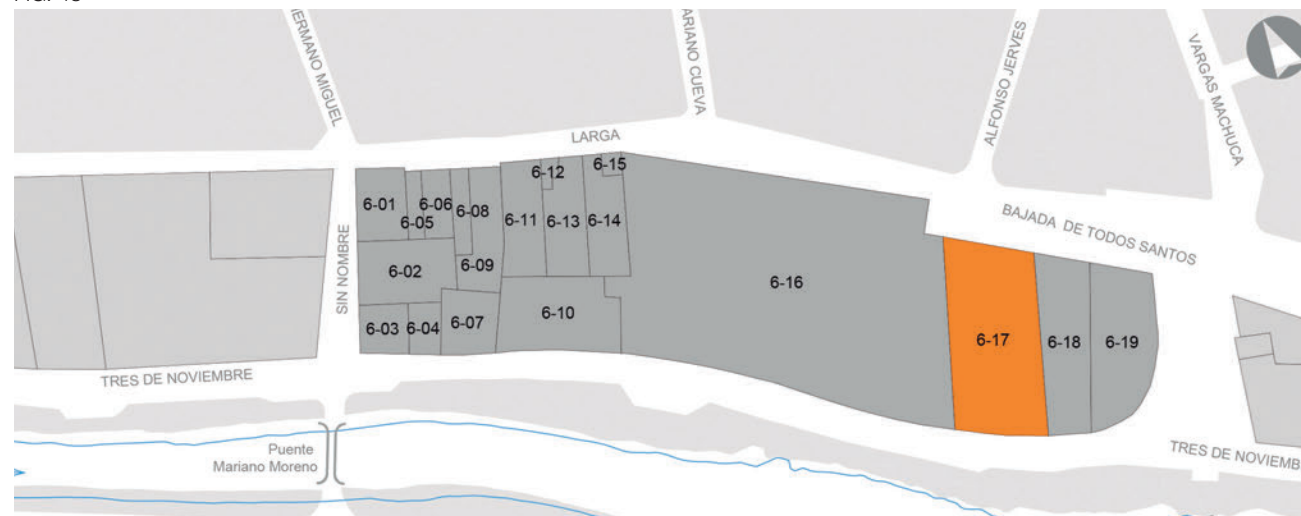 HERMANO MIGUEL
MARIANO CUEVA
ALFONSO JERVES
VARGAS MACHUCA
LARGA
BAJADA DE TODOS SANTOS
SIN NOMBRE
6-01
6-05
6-06
6-08
6-11
6-12
6-13
6-15
6-14
6-02
6-09
6-03
6-04
6-07
6-10
6-16
6-17
6-18
6-19
TRES DE NOVIEMBRE
TRES DE NOVIEMB
Puente
Mariano Moreno